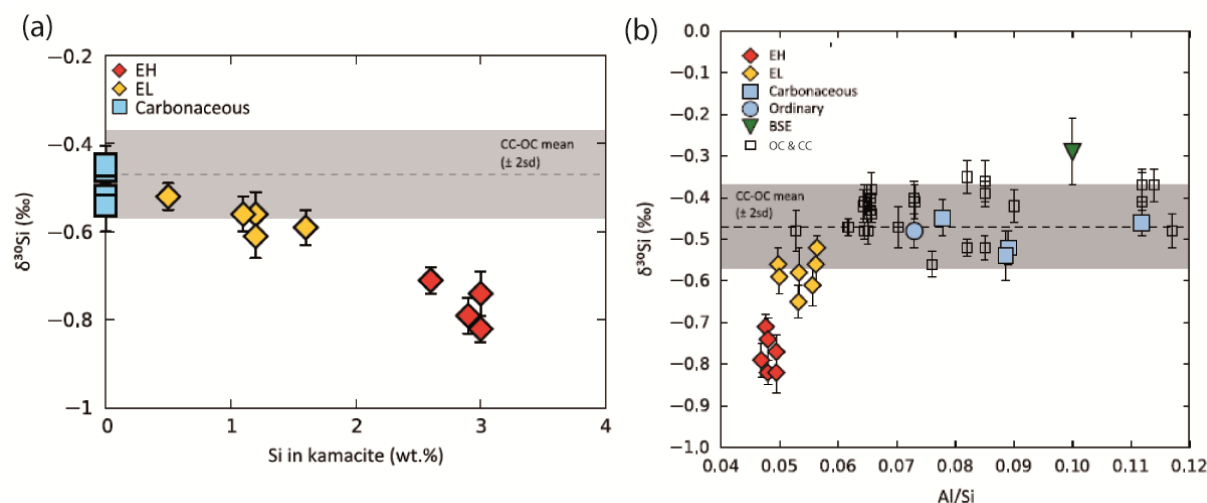 (a)
−0.2
−0.4
−0.6
−0.8
−1
δ³⁰Si (‰)
EH
EL
Carbonaceous
CC-OC mean
(± 2sd)
0
1
2
3
4
Si in kamacite (wt.%)
(b)
0.0
−0.1
−0.2
−0.3
−0.4
−0.5
−0.6
−0.7
−0.8
−0.9
−1.0
δ³⁰Si (‰)
EH
EL
Carbonaceous
Ordinary
BSE
OC & CC
CC-OC mean
(± 2sd)
0.04
0.05
0.06
0.07
0.08
0.09
0.10
0.11
0.12
Al/Si